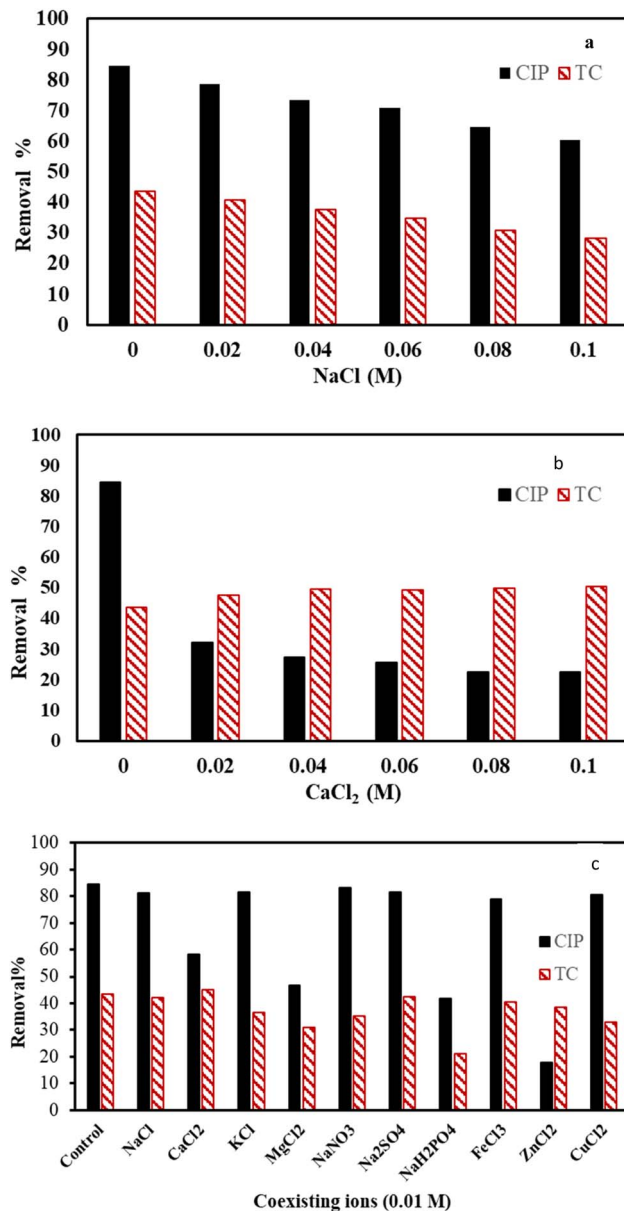 100
90
80
70
60
50
40
30
20
10
0
Removal %
a
CIP TC
0 0.02 0.04 0.06 0.08 0.1
NaCl (M)
100
90
80
70
60
50
40
30
20
10
0
Removal %
b
CIP TC
0 0.02 0.04 0.06 0.08 0.1
CaCl₂ (M)
100
90
80
70
60
50
40
30
20
10
0
Removal%
c
CIP
TC
Control NaCl CaCl2 KCl MgCl2 NaNO3 Na2SO4 NaH2PO4 FeCl3 ZnCl2 CuCl2
Coexisting ions (0.01 M)